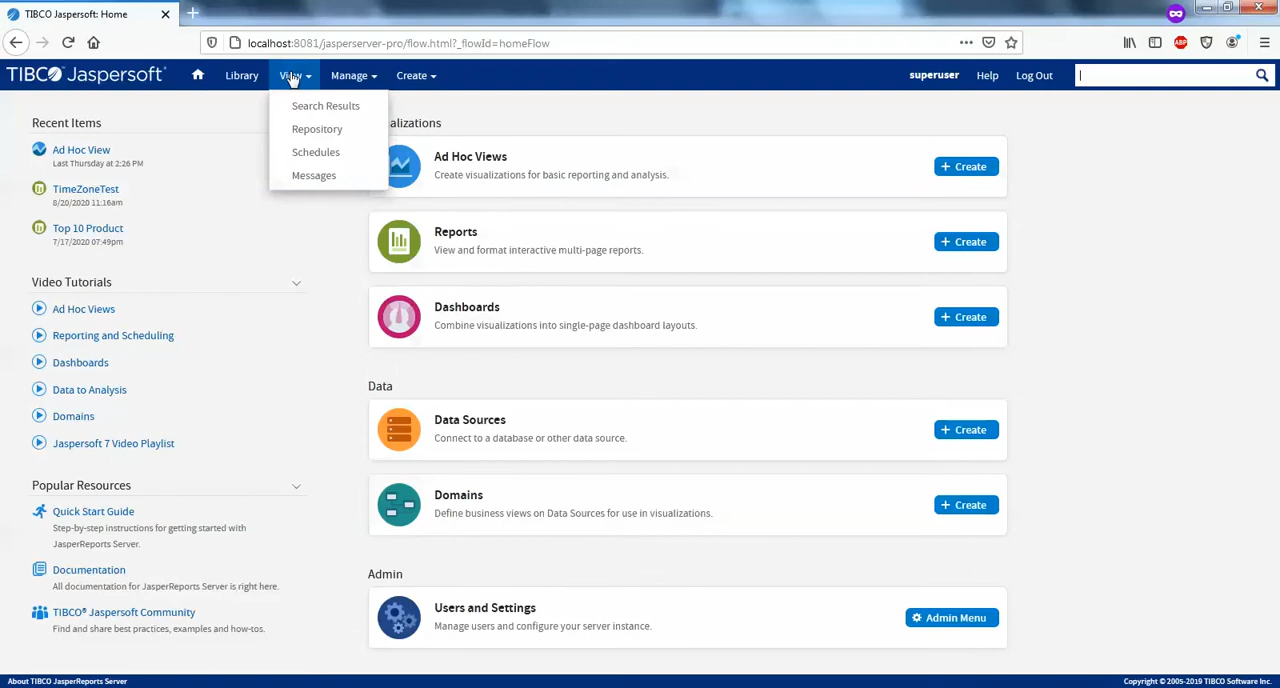 TIBCO Jaspersoft: Home
localhost:8081/jasperserver-pro/flow.html?_flowId=homeFlow
ABP
TIBCO Jaspersoft®
Library
View
Manage
Create
superuser
Help
Log Out
Search Results
Repository
Schedules
Messages
Recent Items
Ad Hoc View
Last Thursday at 2:26 PM
TimeZoneTest
8/20/2020 11:16am
Top 10 Product
7/17/2020 07:49pm
Video Tutorials
Ad Hoc Views
Reporting and Scheduling
Dashboards
Data to Analysis
Domains
Jaspersoft 7 Video Playlist
Popular Resources
Quick Start Guide
Step-by-step instructions for getting started with
JasperReports Server.
Documentation
All documentation for JasperReports Server is right here.
TIBCO® Jaspersoft Community
Find and share best practices, examples and how-tos.
alizations
Ad Hoc Views
Create visualizations for basic reporting and analysis.
+ Create
Reports
View and format interactive multi-page reports.
+ Create
Dashboards
Combine visualizations into single-page dashboard layouts.
+ Create
Data
Data Sources
Connect to a database or other data source.
+ Create
Domains
Define business views on Data Sources for use in visualizations.
+ Create
Admin
Users and Settings
Manage users and configure your server instance.
Admin Menu
About TIBCO JasperReports Server
Copyright © 2005-2019 TIBCO Software Inc.